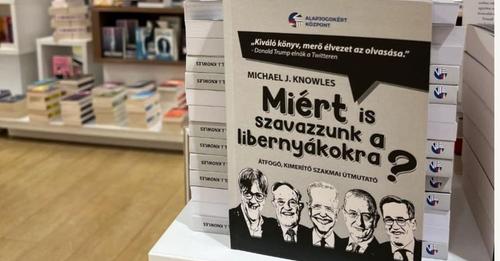 ALAPJOGOKÉRT
KÖZPONT
„Kiváló könyv, merő élvezet az olvasása.”
- Donald Trump elnök a Twitteren
MICHAEL J. KNOWLES
Miért is
szavazzunk a
libernyákokra?
ÁTFOGÓ, KIMERÍTŐ SZAKMAI ÚTMUTATÓ